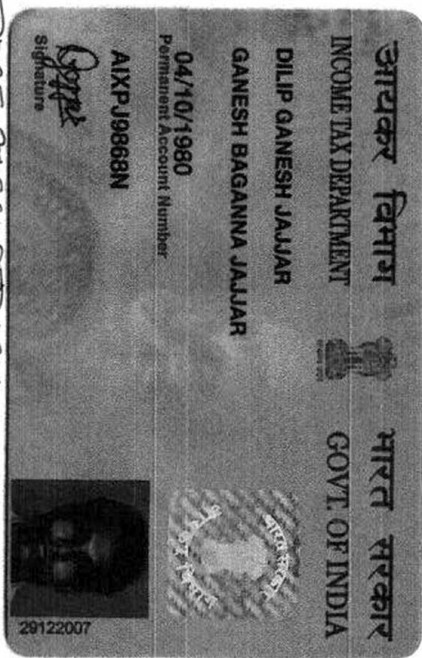 आयकर विभाग
भारत सरकार
INCOME TAX DEPARTMENT
GOVT. OF INDIA
DILIP GANESH JAJJAR
GANESH BAGANNA JAJJAR
04/10/1980
Permanent Account Number
AIXPJ9868N
Signature
29122007